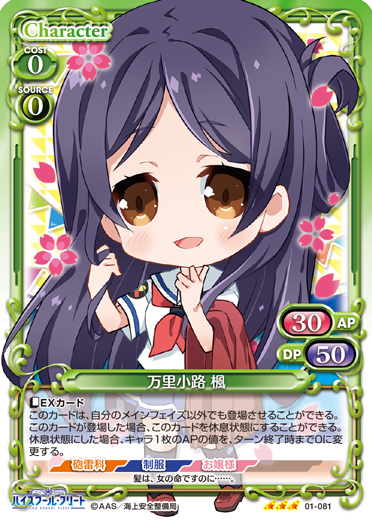 Character
COST
0
SOURCE
0
30 AP
DP 50
万里小路 楓
EXカード
このカードは、自分のメインフェイズ以外でも登場させることができる。
このカードが登場した場合、このカードを休息状態にすることができる。
休息状態にした場合、キャラ1枚のAPの値を、ターン終了時まで0に変
更する。
砲雷科 制服 お嬢様
髪は、女の命ですのに……。
ハイスクール・フリート
©AAS／海上安全整備局
01-081